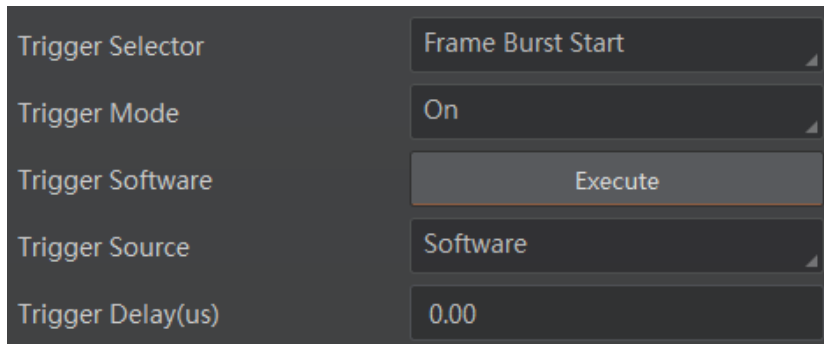 Trigger Selector Frame Burst Start
Trigger Mode On
Trigger Software Execute
Trigger Source Software
Trigger Delay(us) 0.00